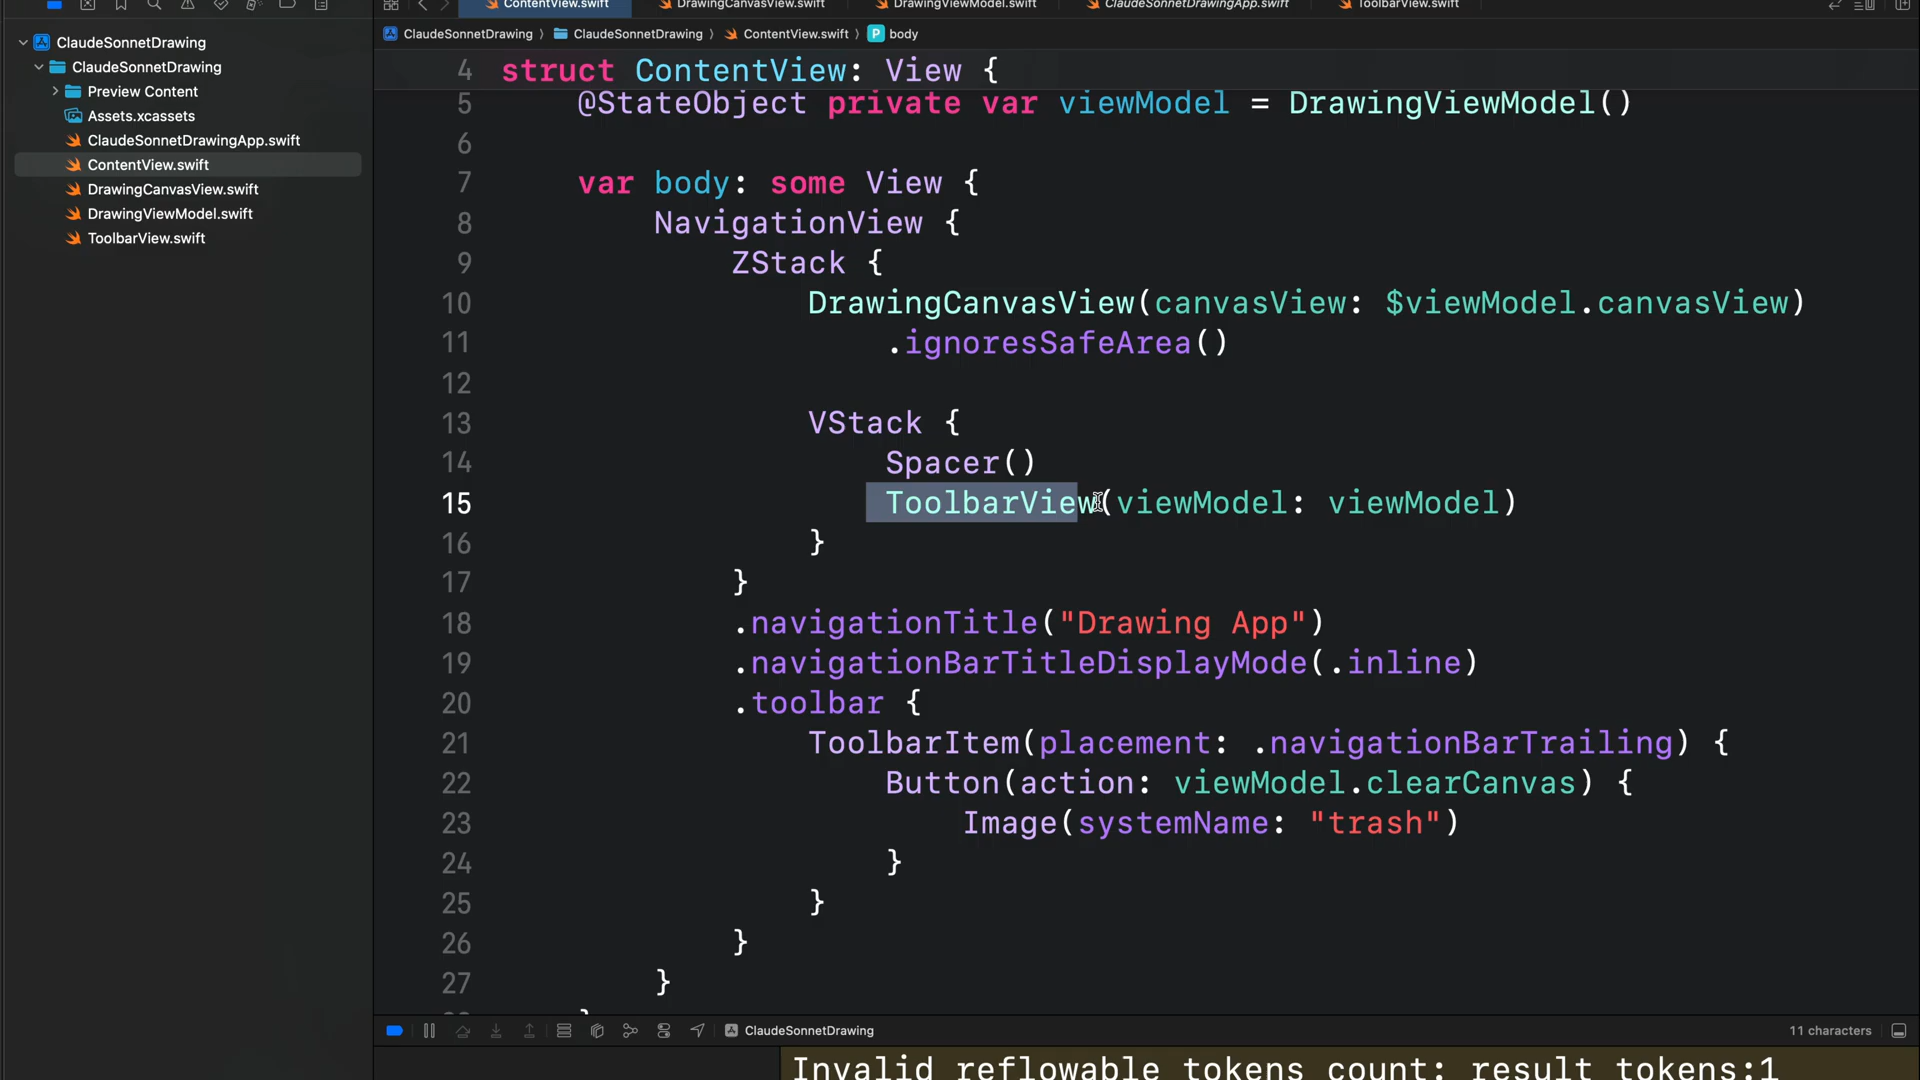 ContentView.swift
DrawingCanvasView.swift
DrawingViewModel.swift
ClaudeSonnetDrawingApp.swift
ToolbarView.swift
ClaudeSonnetDrawing
ClaudeSonnetDrawing
Preview Content
Assets.xcassets
ClaudeSonnetDrawingApp.swift
ContentView.swift
DrawingCanvasView.swift
DrawingViewModel.swift
ToolbarView.swift
ClaudeSonnetDrawing 〉 ClaudeSonnetDrawing 〉 ContentView.swift 〉 P body
4 struct ContentView: View {
5 @StateObject private var viewModel = DrawingViewModel()
6
7 var body: some View {
8 NavigationView {
9 ZStack {
10 DrawingCanvasView(canvasView: $viewModel.canvasView)
11 .ignoresSafeArea()
12
13 VStack {
14 Spacer()
15 ToolbarView(viewModel: viewModel)
16 }
17 }
18 .navigationTitle("Drawing App")
19 .navigationBarTitleDisplayMode(.inline)
20 .toolbar {
21 ToolbarItem(placement: .navigationBarTrailing) {
22 Button(action: viewModel.clearCanvas) {
23 Image(systemName: "trash")
24 }
25 }
26 }
27 }
ClaudeSonnetDrawing
11 characters
Invalid reflowable tokens count: result tokens:1